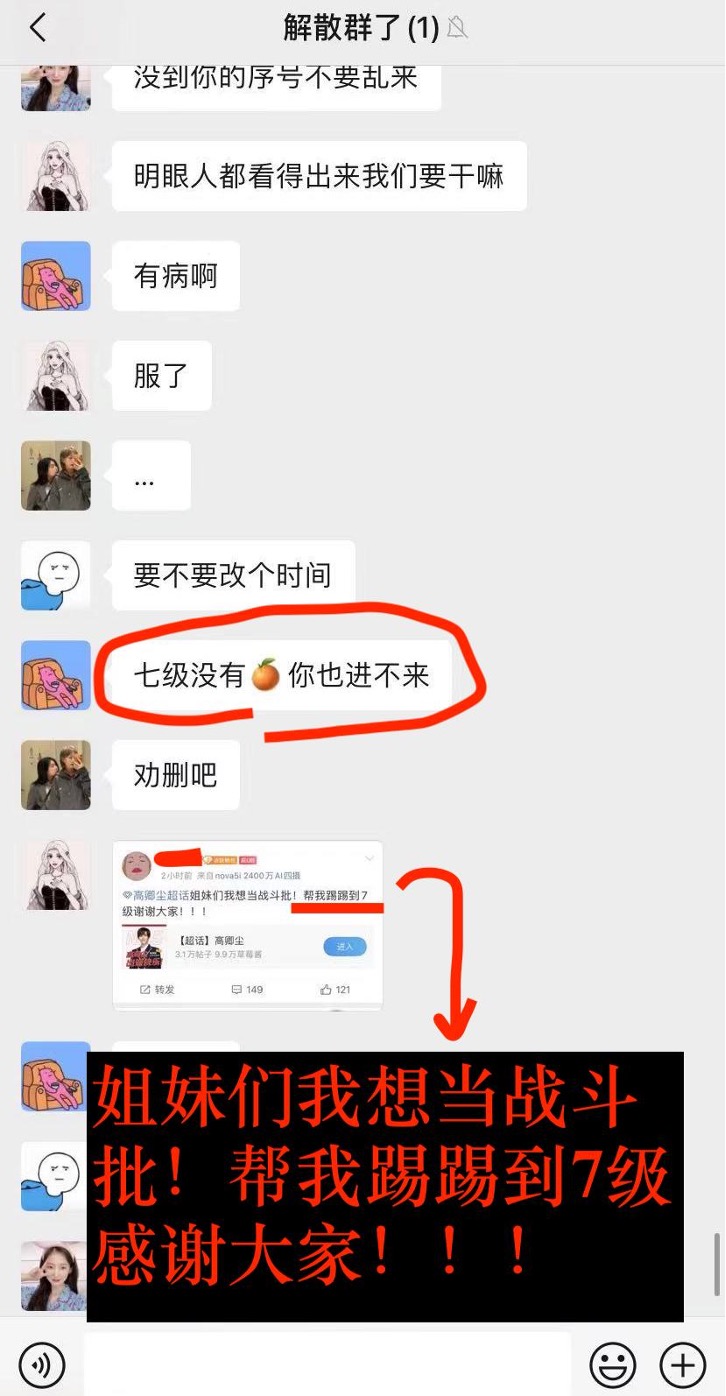 解散群了(1)
没到你的序号不要乱来
明眼人都看得出来我们要干嘛
有病啊
服了
...
要不要改个时间
七级没有🍊你也进不来
劝删吧
2小时前 来自nova5i 2400万AI四摄
高卿尘超话姐妹们我想当战斗批！帮我踢踢到7
级谢谢大家！！！
【超话】高卿尘
3.1万帖子 9.9万草莓酱
进入
转发 149 121
姐妹们我想当战斗
批！帮我踢踢到7级
感谢大家！！！